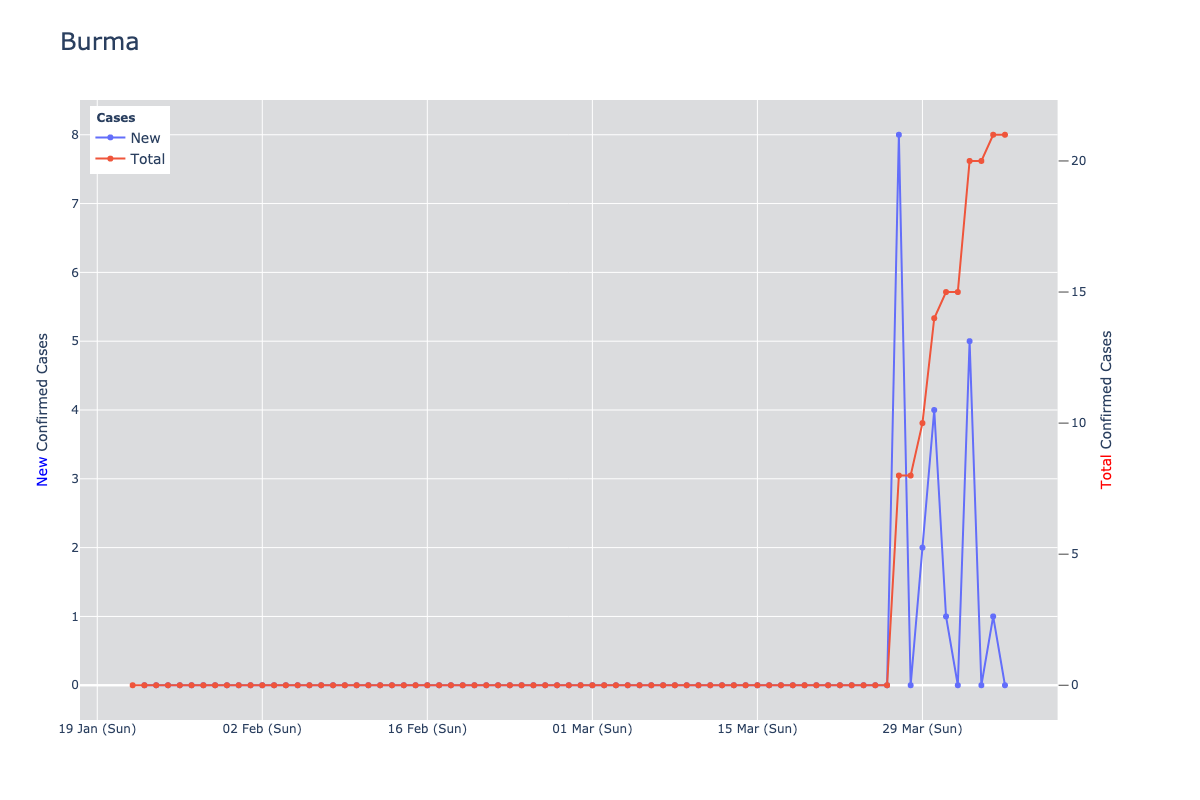 Burma
Cases
New
Total
8
7
6
5
4
3
2
1
0
New Confirmed Cases
20
15
10
5
0
Total Confirmed Cases
19 Jan (Sun)
02 Feb (Sun)
16 Feb (Sun)
01 Mar (Sun)
15 Mar (Sun)
29 Mar (Sun)